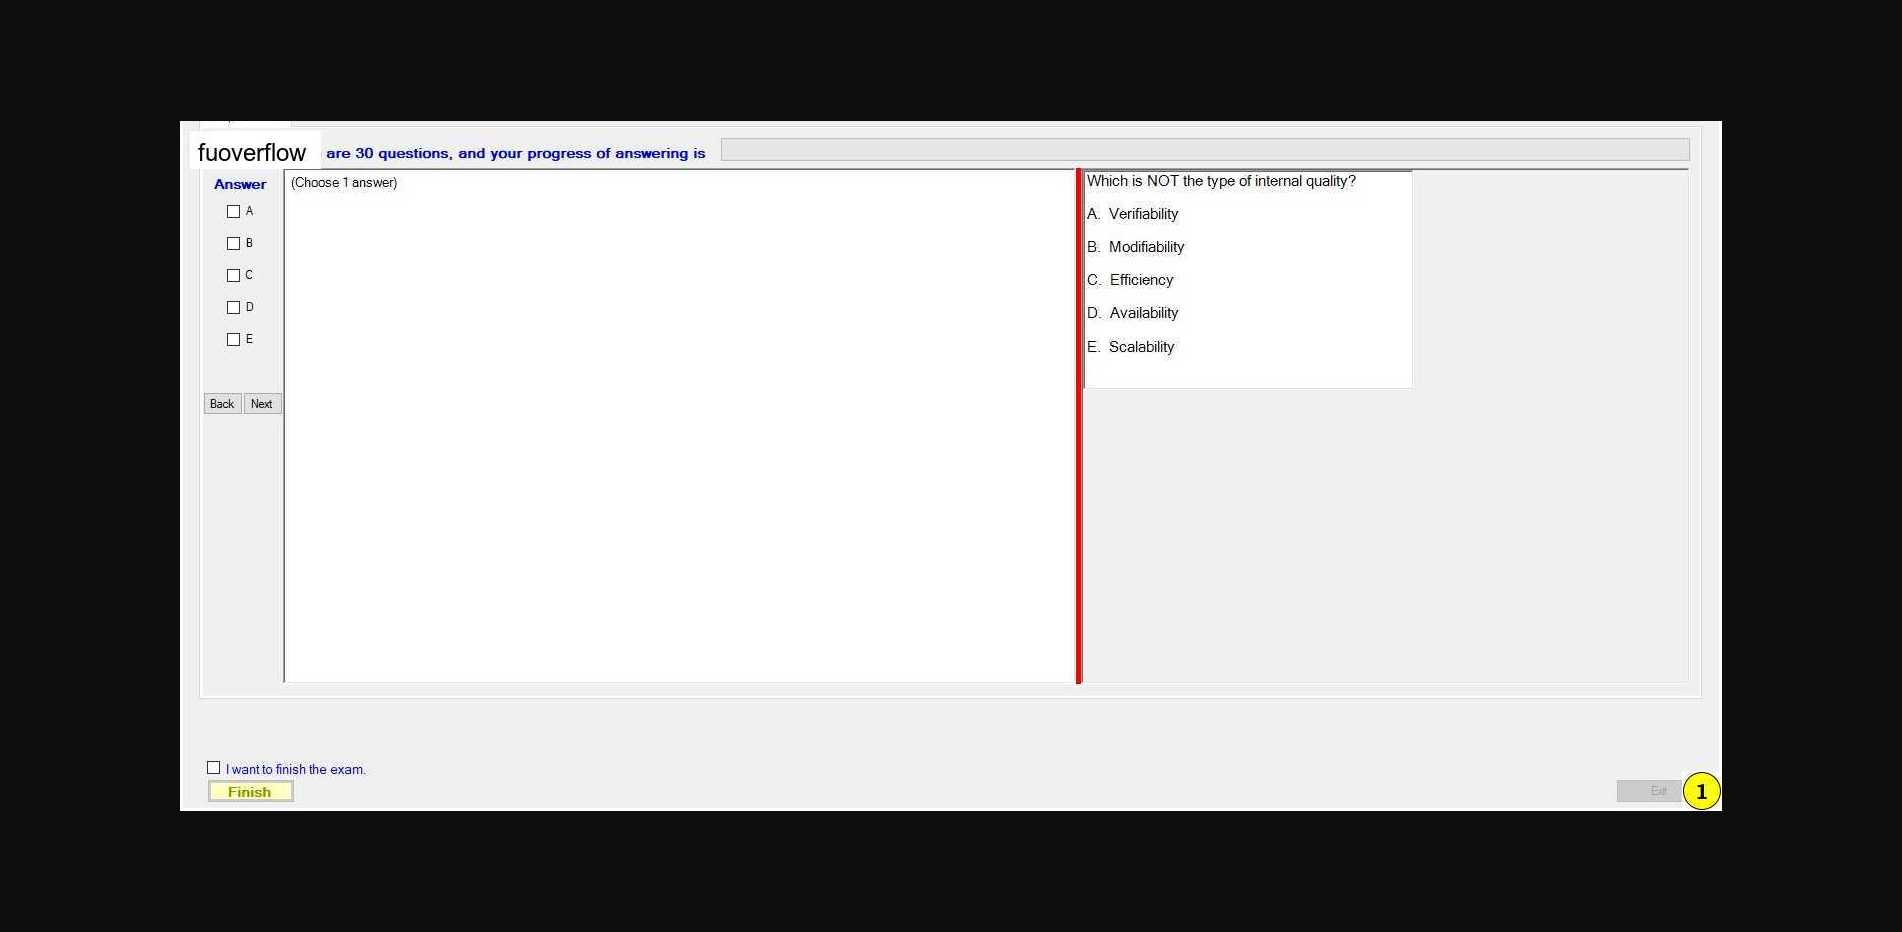 fuoverflow are 30 questions, and your progress of answering is
Answer
(Choose 1 answer)
A
B
C
D
E
Back Next
Which is NOT the type of internal quality?
A. Verifiability
B. Modifiability
C. Efficiency
D. Availability
E. Scalability
I want to finish the exam.
Finish
Exit
1